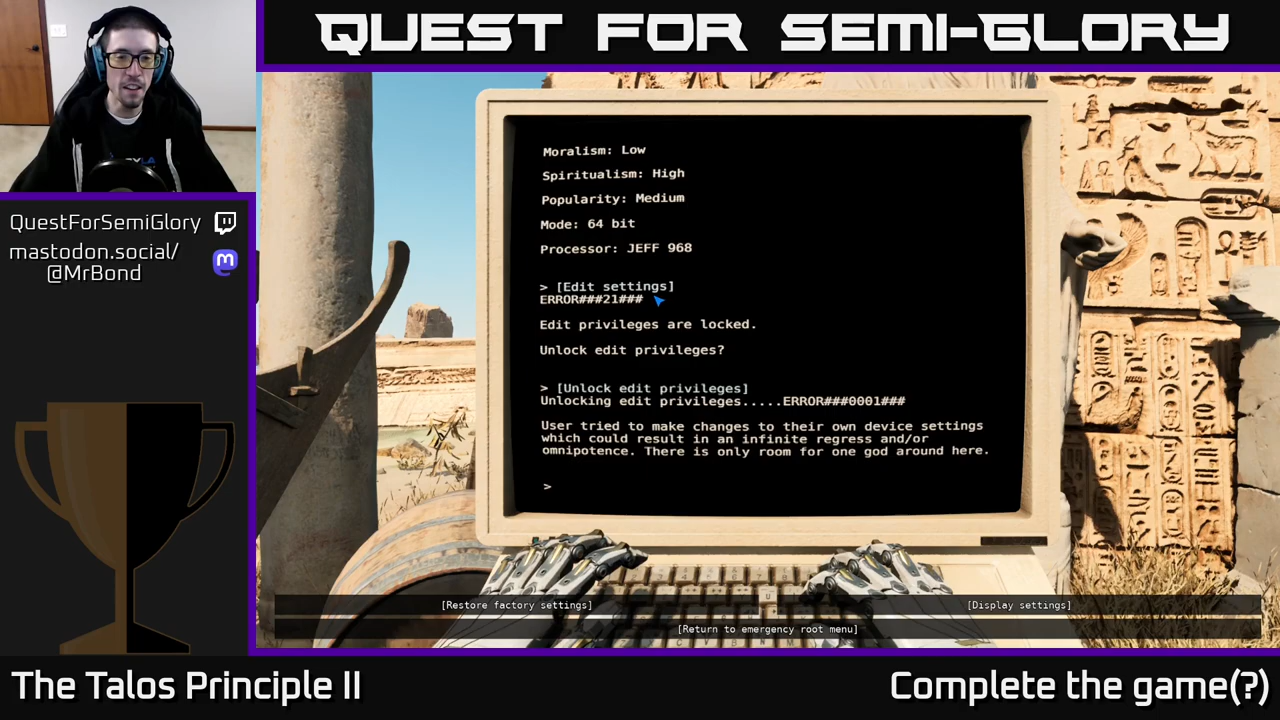 QUEST FOR SEMI-GLORY
QuestForSemiGlory
mastodon.social/
@MrBond
Moralism: Low
Spiritualism: High
Popularity: Medium
Mode: 64 bit
Processor: JEFF 968
> [Edit settings]
ERROR###21###
Edit privileges are locked.
Unlock edit privileges?
> [Unlock edit privileges]
Unlocking edit privileges.....ERROR###0001###
User tried to make changes to their own device settings
which could result in an infinite regress and/or
omnipotence. There is only room for one god around here.
>
[Restore factory settings]
[Display settings]
[Return to emergency root menu]
The Talos Principle II
Complete the game(?)